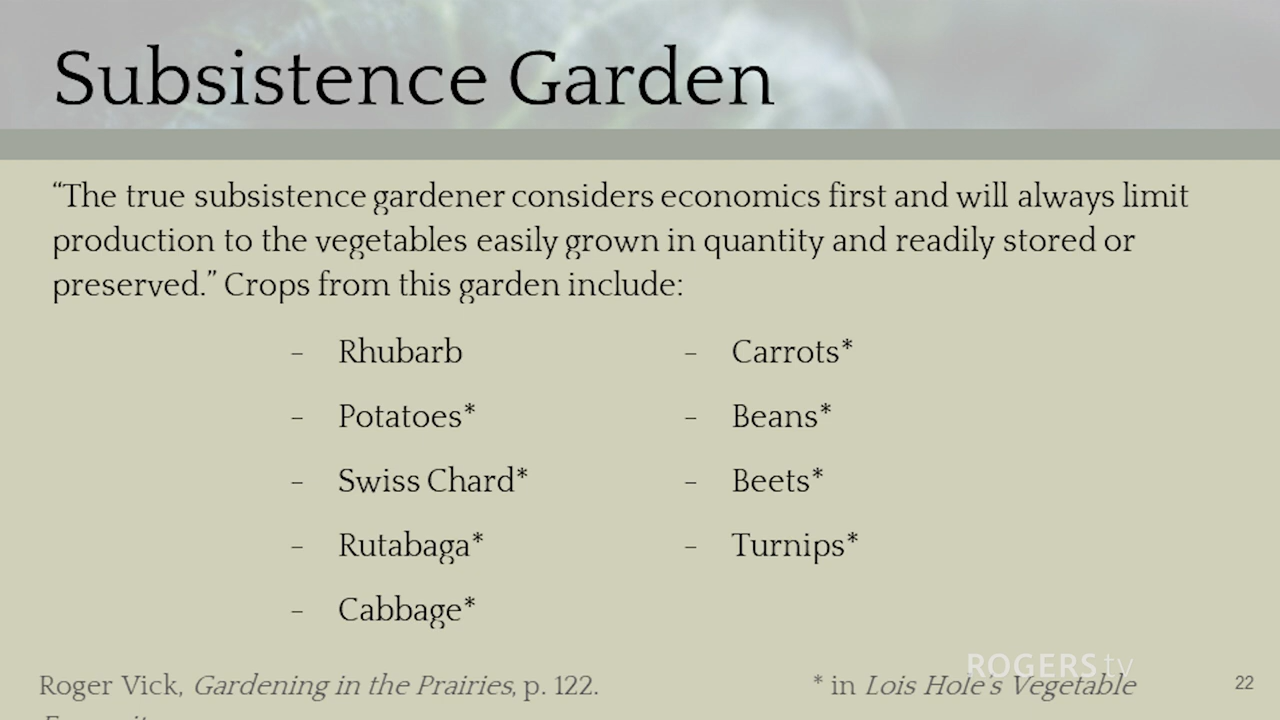 Subsistence Garden
“The true subsistence gardener considers economics first and will always limit
production to the vegetables easily grown in quantity and readily stored or
preserved.” Crops from this garden include:
- Rhubarb
- Potatoes*
- Swiss Chard*
- Rutabaga*
- Cabbage*
- Carrots*
- Beans*
- Beets*
- Turnips*
ROGERS tv
Roger Vick, Gardening in the Prairies, p. 122. * in Lois Hole's Vegetable
22